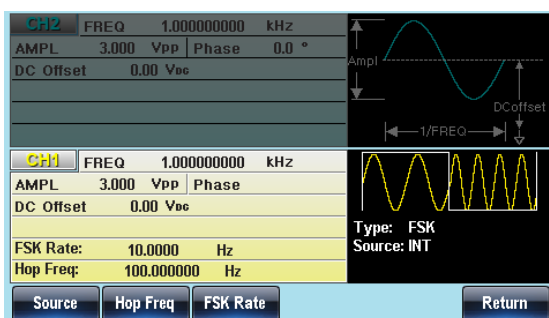 CH2 FREQ 1.000000000 kHz
AMPL 3.000 Vpp Phase 0.0 °
DC Offset 0.00 VDC
Ampl
DCoffset
1/FREQ
CH1 FREQ 1.000000000 kHz
AMPL 3.000 Vpp Phase
DC Offset 0.00 VDC
FSK Rate: 10.0000 Hz
Hop Freq: 100.000000 Hz
Type: FSK
Source: INT
Source Hop Freq FSK Rate Return